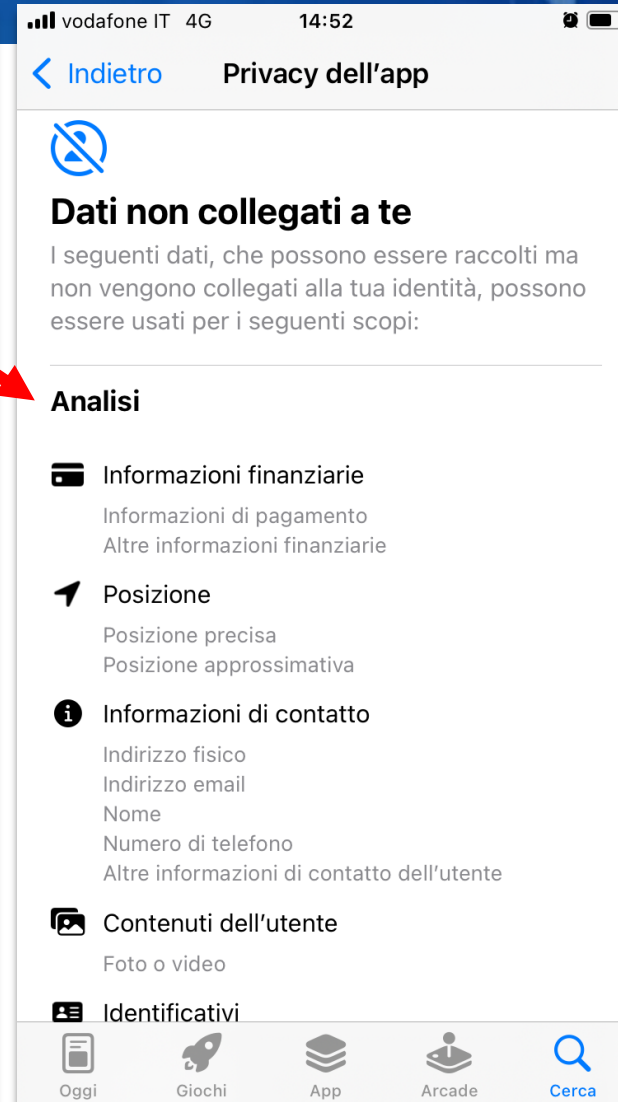 vodafone IT 4G 14:52
Indietro Privacy dell'app
Dati non collegati a te
I seguenti dati, che possono essere raccolti ma
non vengono collegati alla tua identità, possono
essere usati per i seguenti scopi:
Analisi
Informazioni finanziarie
Informazioni di pagamento
Altre informazioni finanziarie
Posizione
Posizione precisa
Posizione approssimativa
Informazioni di contatto
Indirizzo fisico
Indirizzo email
Nome
Numero di telefono
Altre informazioni di contatto dell'utente
Contenuti dell'utente
Foto o video
Identificativi
Oggi Giochi App Arcade Cerca